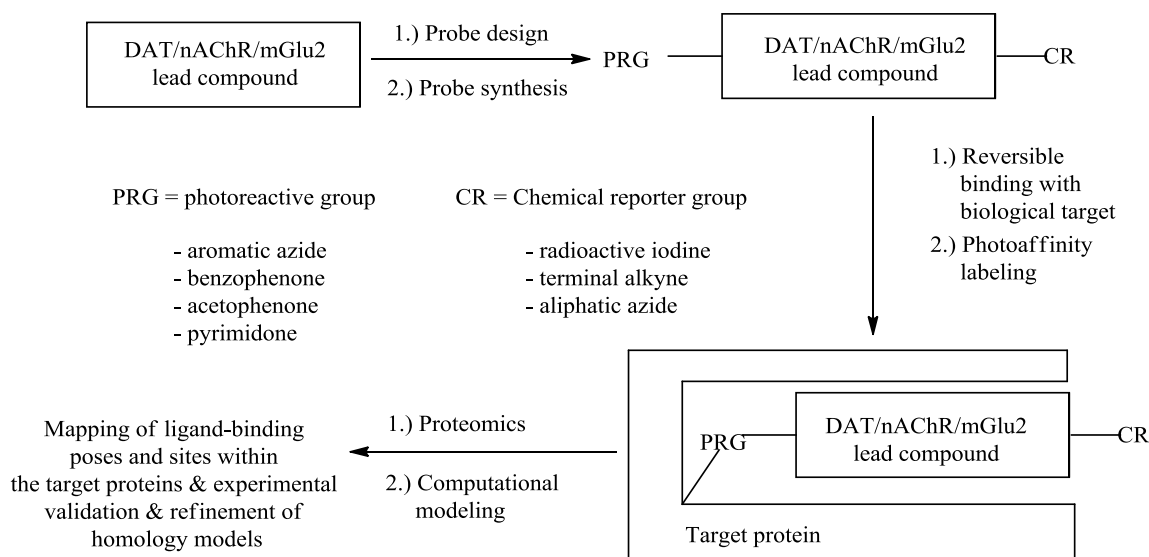 DAT/nAChR/mGlu2
lead compound
1.) Probe design
2.) Probe synthesis
PRG
DAT/nAChR/mGlu2
lead compound
CR
1.) Reversible
binding with
biological target
2.) Photoaffinity
labeling
PRG = photoreactive group
- aromatic azide
- benzophenone
- acetophenone
- pyrimidone
CR = Chemical reporter group
- radioactive iodine
- terminal alkyne
- aliphatic azide
PRG
DAT/nAChR/mGlu2
lead compound
CR
Target protein
1.) Proteomics
2.) Computational
modeling
Mapping of ligand-binding
poses and sites within
the target proteins & experimental
validation & refinement of
homology models